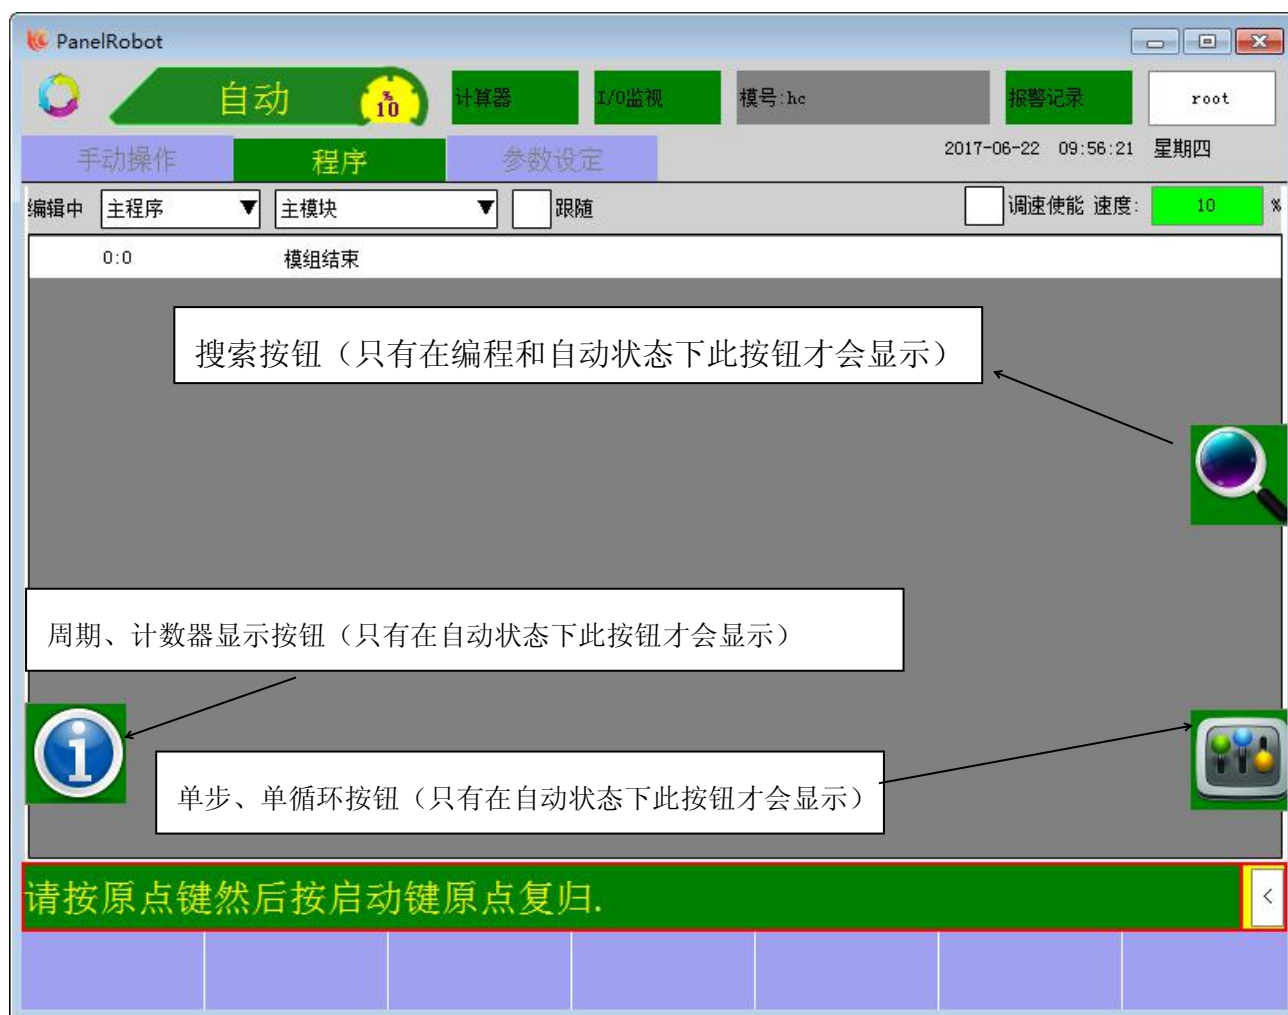 PanelRobot
自动
%
10
计算器
I/O监视
模号:hc
报警记录
root
手动操作
程序
参数设定
2017-06-22 09:56:21 星期四
编辑中
主程序
主模块
跟随
调速使能 速度:
10
%
0:0 模组结束
搜索按钮（只有在编程和自动状态下此按钮才会显示）
周期、计数器显示按钮（只有在自动状态下此按钮才会显示）
单步、单循环按钮（只有在自动状态下此按钮才会显示）
请按原点键然后按启动键原点复归.
<